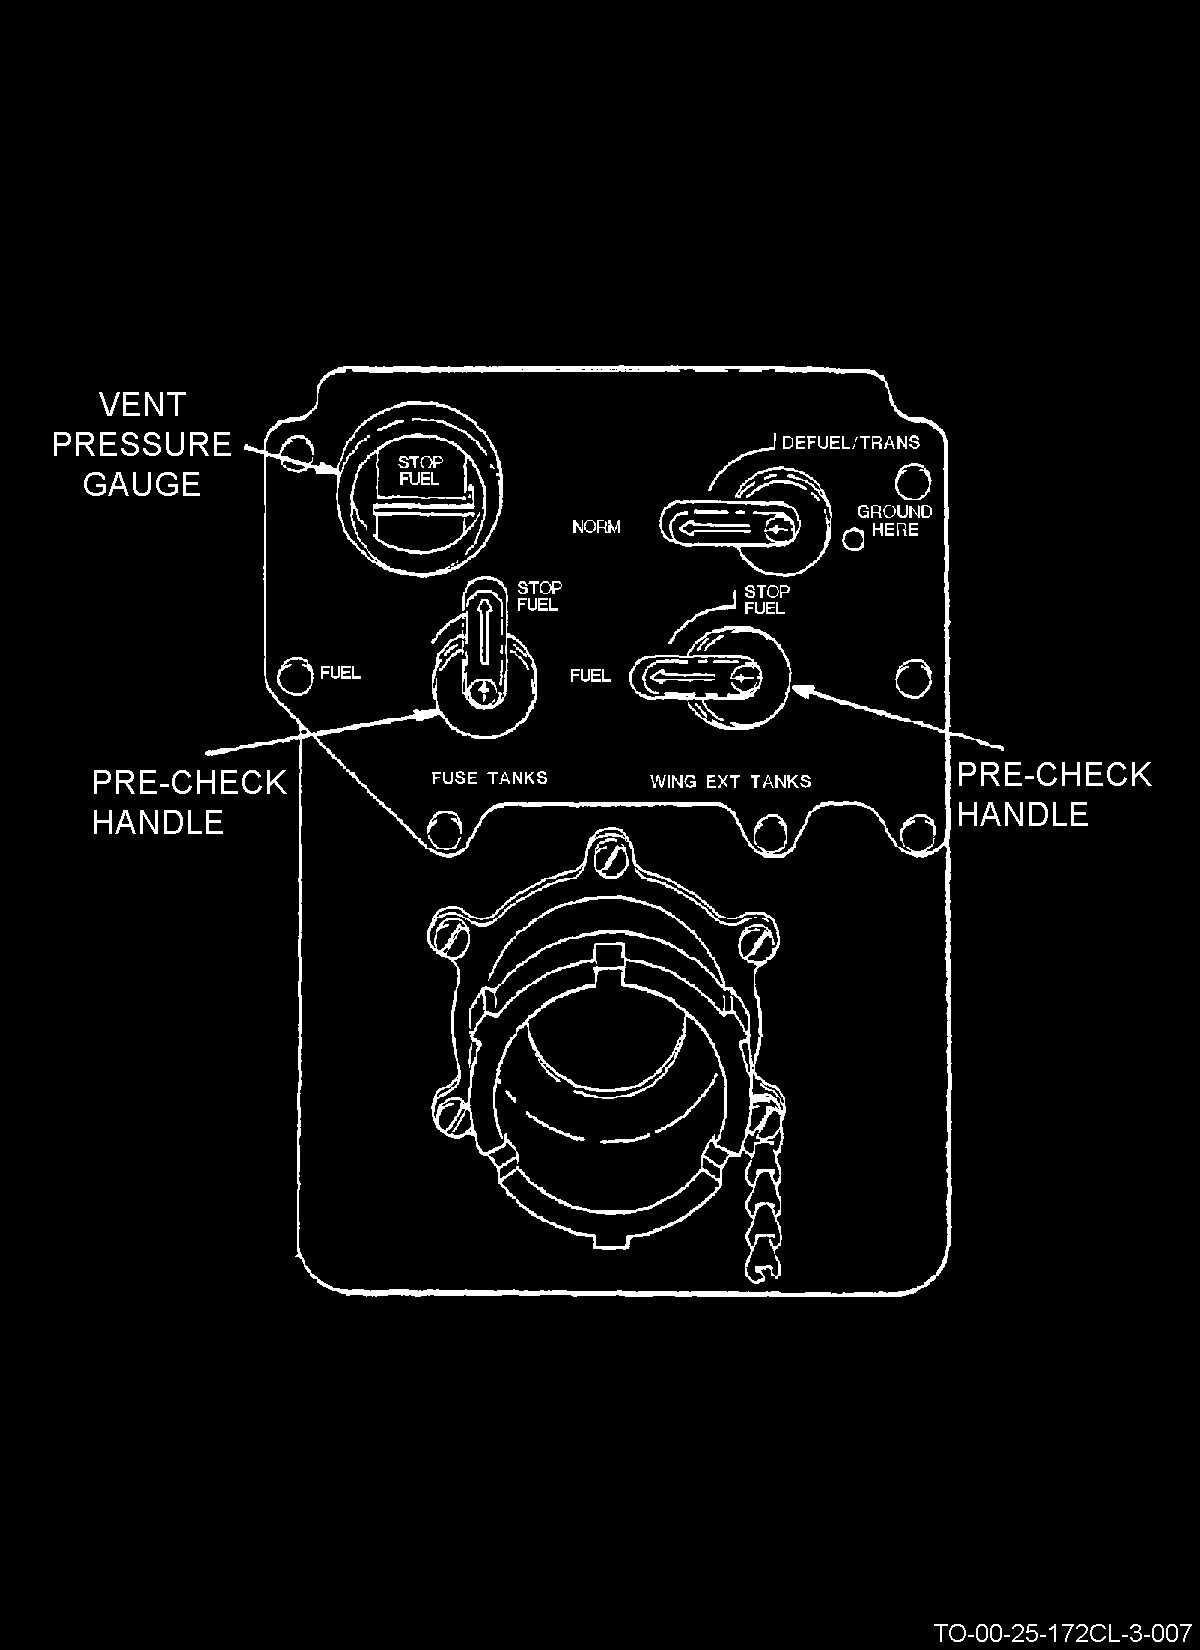 VENT
PRESSURE
GAUGE
STOP
FUEL
DEFUEL/TRANS
NORM
GROUND
HERE
STOP
FUEL
STOP
FUEL
FUEL
FUEL
PRE-CHECK
HANDLE
FUSE TANKS
WING EXT TANKS
PRE-CHECK
HANDLE
TO-00-25-172CL-3-007